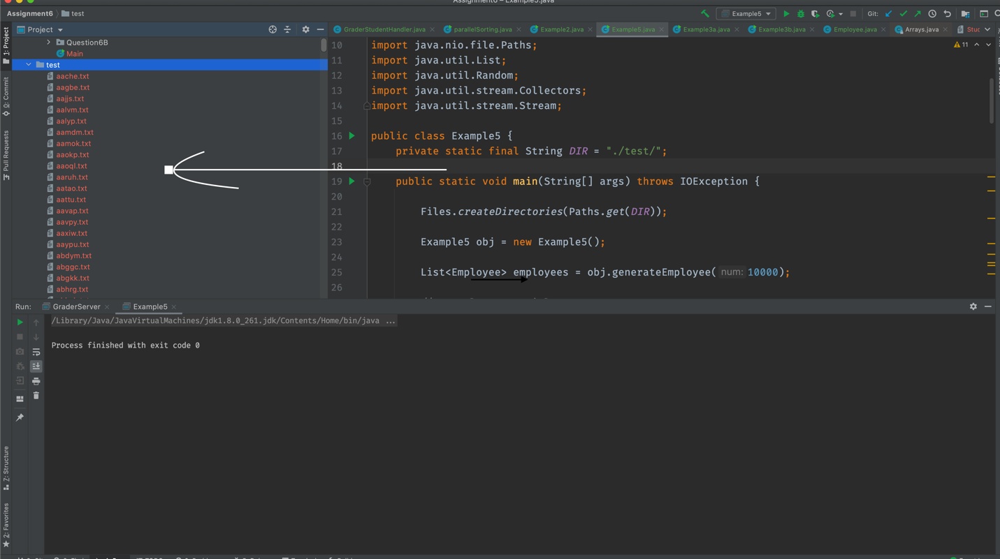 Assignment6 – Example5.java
Assignment6 test
Example5
Git:
Project
GraderStudentHandler.java parallelSorting.java Example2.java Example5.java Example3a.java Example3b.java Employee.java Arrays.java
1: Project
0: Commit
Pull Requests
Question6B
Main
test
aache.txt
aagbe.txt
aajjs.txt
aalvm.txt
aalyp.txt
aamdm.txt
aamok.txt
aaokp.txt
aaoql.txt
aaruh.txt
aatao.txt
aattu.txt
aavap.txt
aavpy.txt
aaxiw.txt
aaypu.txt
abdym.txt
abggc.txt
abgkk.txt
abhrg.txt
11
10 import java.nio.file.Paths;
11 import java.util.List;
12 import java.util.Random;
13 import java.util.stream.Collectors;
14 import java.util.stream.Stream;
15
16 public class Example5 {
17 private static final String DIR = "./test/";
18
19 public static void main(String[] args) throws IOException {
20
21 Files.createDirectories(Paths.get(DIR));
22
23 Example5 obj = new Example5();
24
25 List<Employee> employees = obj.generateEmployee( num: 10000);
26
Run: GraderServer Example5
/Library/Java/JavaVirtualMachines/jdk1.8.0_261.jdk/Contents/Home/bin/java ...
Process finished with exit code 0
Z: Structure
2: Favorites